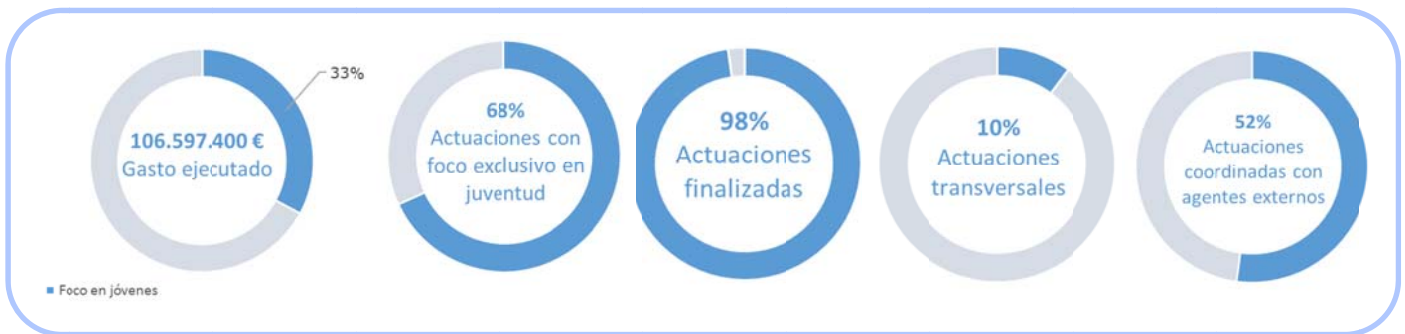 33%
106.597.400 €
Gasto ejecutado
68%
Actuaciones con
foco exclusivo en
juventud
98%
Actuaciones
finalizadas
10%
Actuaciones
transversales
52%
Actuaciones
coordinadas con
agentes externos
Foco en jóvenes